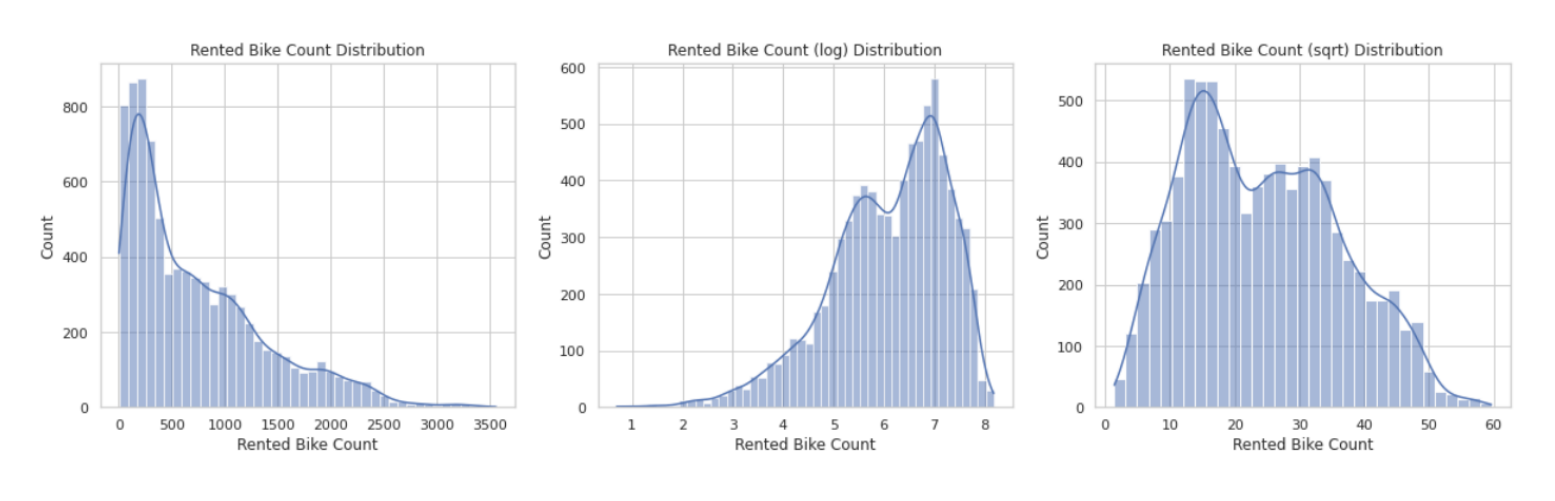 Rented Bike Count Distribution
Count
800
600
400
200
0
0 500 1000 1500 2000 2500 3000 3500
Rented Bike Count
Rented Bike Count (log) Distribution
Count
600
500
400
300
200
100
0
1 2 3 4 5 6 7 8
Rented Bike Count
Rented Bike Count (sqrt) Distribution
Count
500
400
300
200
100
0
0 10 20 30 40 50 60
Rented Bike Count